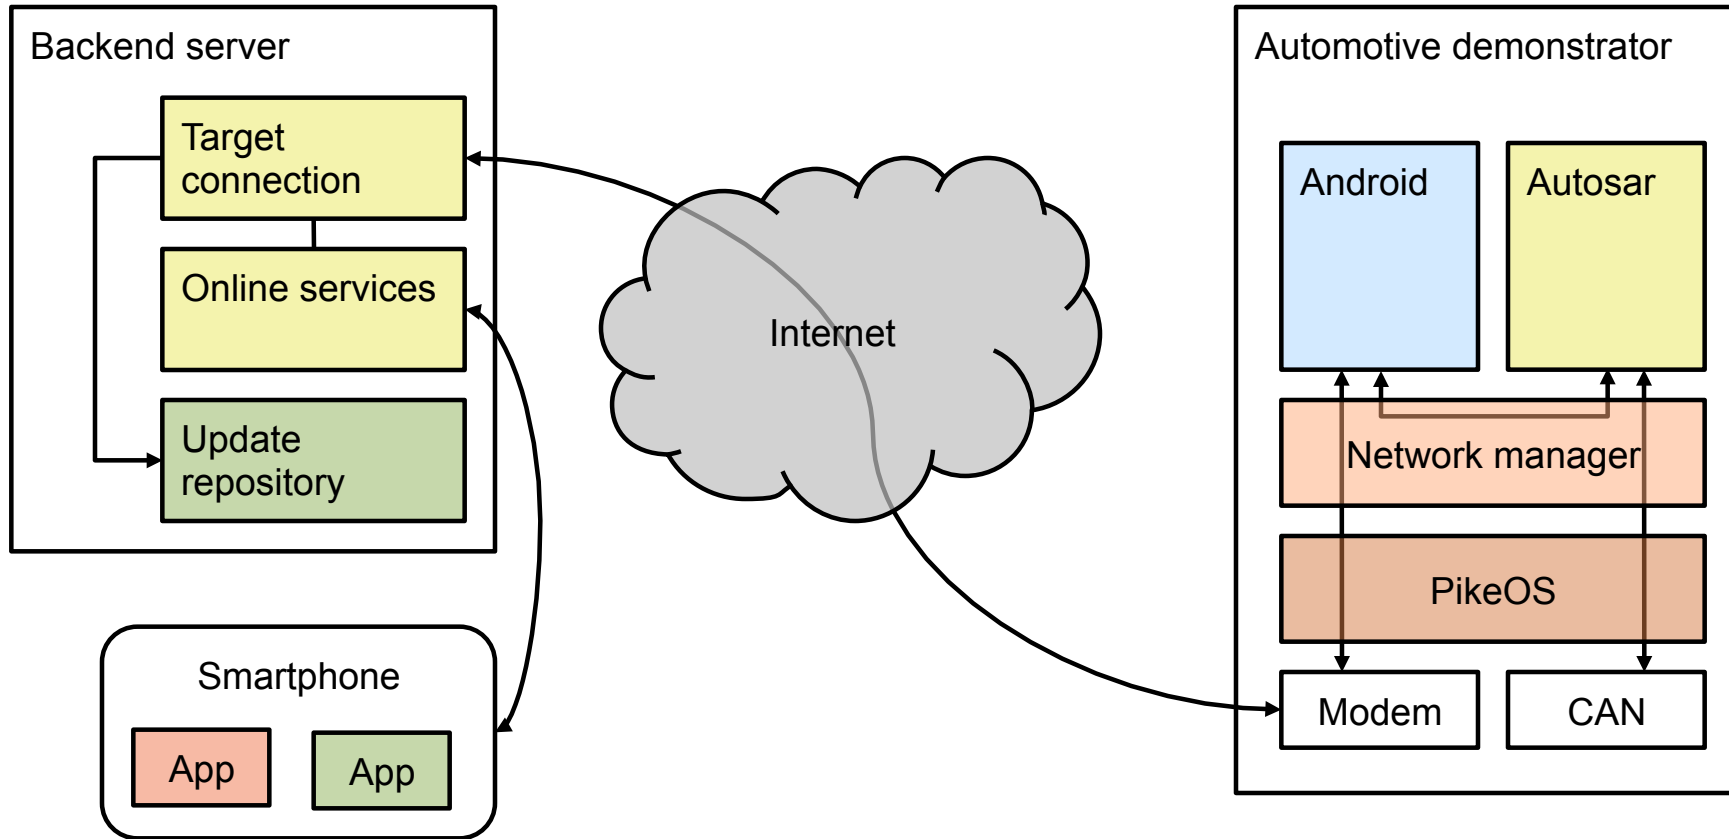 Backend server
Target
connection
Online services
Update
repository
Smartphone
App
App
Internet
Automotive demonstrator
Android
Autosar
Network manager
PikeOS
Modem
CAN